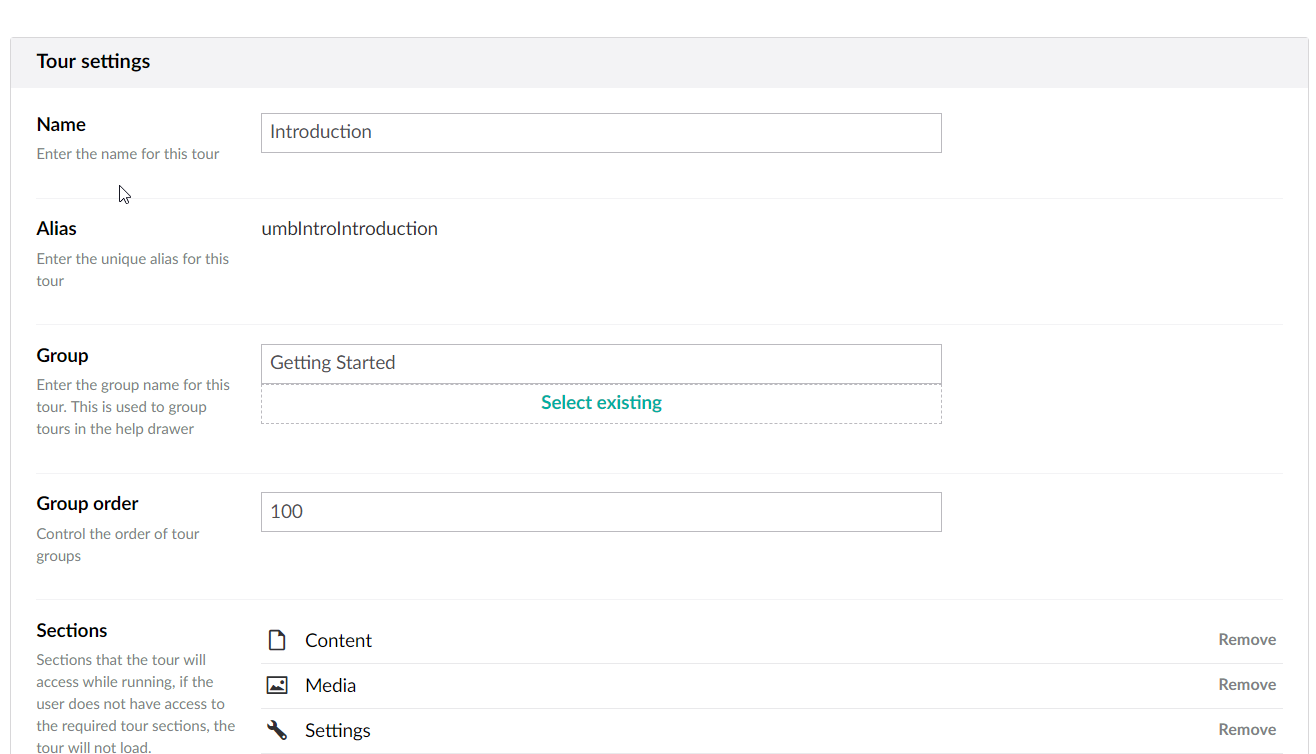 Tour settings
Name
Introduction
Enter the name for this tour
Alias
umbIntroIntroduction
Enter the unique alias for this
tour
Group
Getting Started
Enter the group name for this
tour. This is used to group
tours in the help drawer
Select existing
Group order
100
Control the order of tour
groups
Sections
Sections that the tour will
access while running, if the
user does not have access to
the required tour sections, the
tour will not load.
Content Remove
Media Remove
Settings Remove